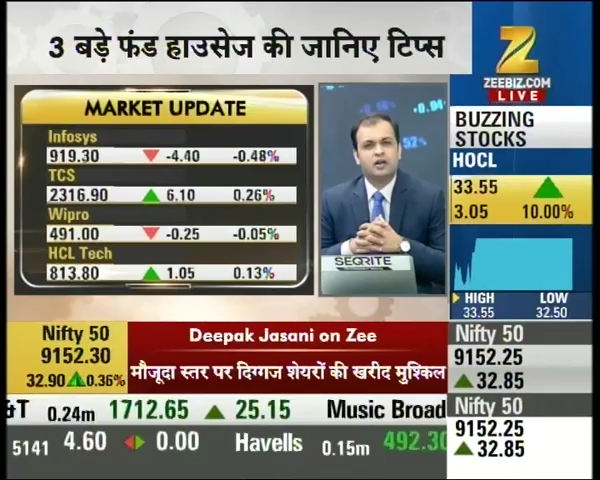 3 बड़े फंड हाउसेज की जानिए टिप्स
ZEEBIZ.COM
LIVE
MARKET UPDATE
Infosys
919.30 -4.40 -0.48%
TCS
2316.90 6.10 0.26%
Wipro
491.00 -0.25 -0.05%
HCL Tech
813.80 1.05 0.13%
-0.94
52%
SEQRITE
BUZZING
STOCKS
HOCL
33.55
3.05 10.00%
HIGH LOW
33.55 32.50
Nifty 50
9152.30
32.90 0.36%
Deepak Jasani on Zee
मौजूदा स्तर पर दिग्गज शेयरों की खरीद मुश्किल
Nifty 50
9152.25
32.85
Nifty 50
9152.25
32.85
&T 0.24m 1712.65 25.15 Music Broad
5141 4.60 0.00 Havells 0.15m 492.30